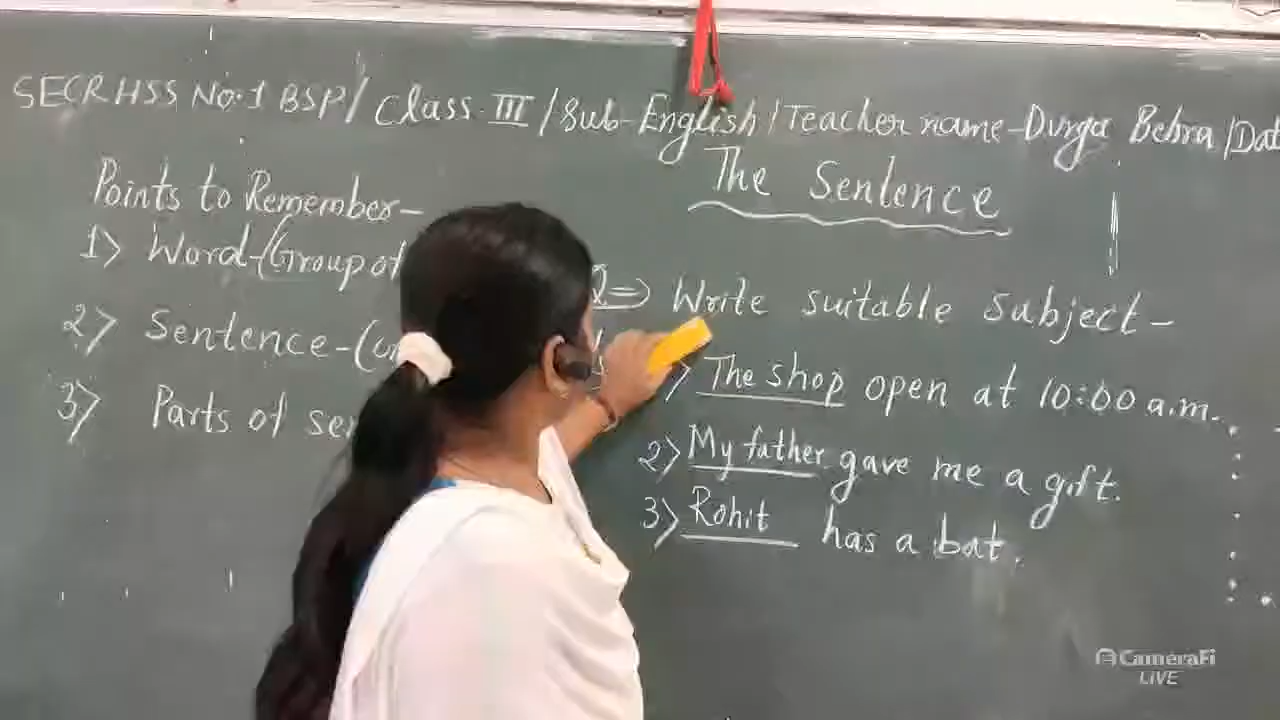 SECRHSS No.1 BSP/ Class-III /Sub-English/Teacher name-Durga Behra/Dat
The Sentence
Points to Remember-
1) Word-(Group of
2) Sentence-(
3) Parts of se
Q=> Write suitable subject-
1) The shop open at 10:00 a.m.
2) My father gave me a gift.
3) Rohit has a bat.
CameraFi
LIVE